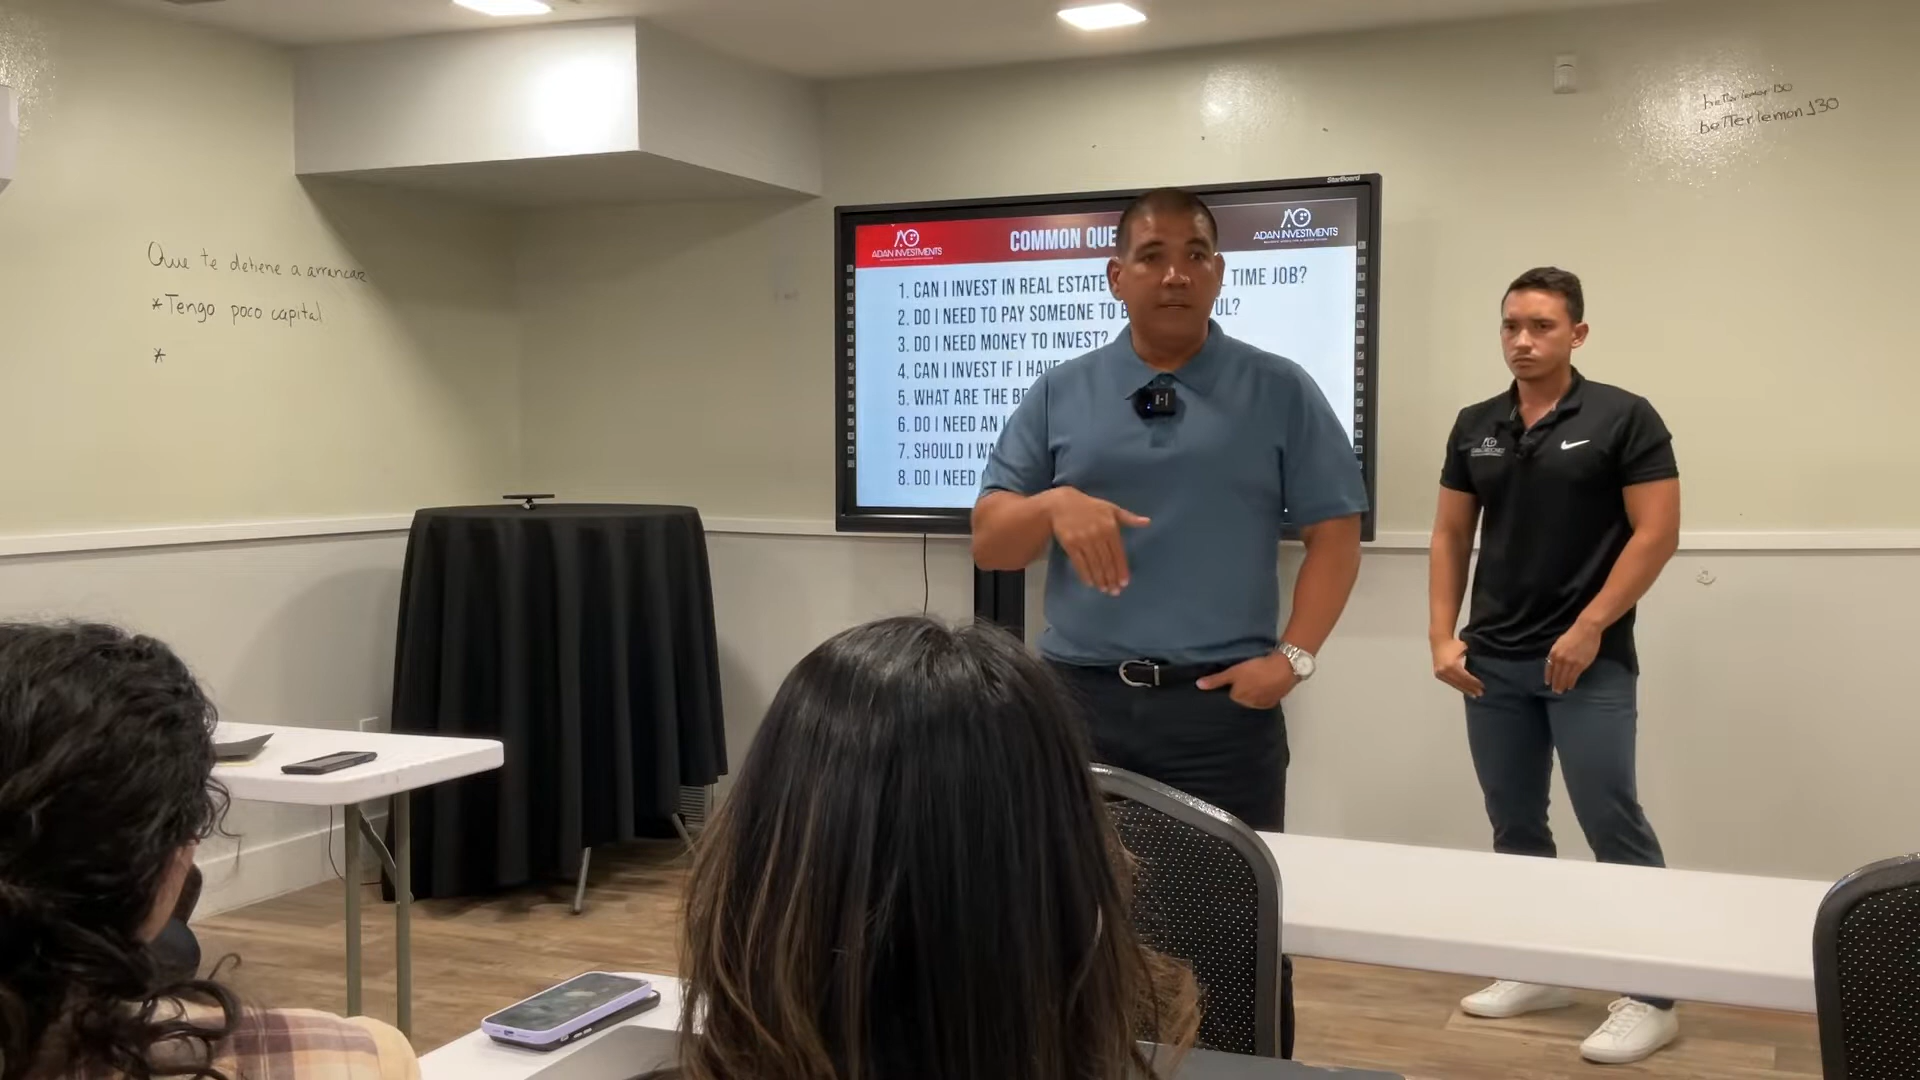 StarBoard
ADAN INVESTMENTS
COMMON QUE
ADAN INVESTMENTS
1. CAN I INVEST IN REAL ESTATE TIME JOB?
2. DO I NEED TO PAY SOMEONE TO B UL?
3. DO I NEED MONEY TO INVEST?
4. CAN I INVEST IF I HAVE
5. WHAT ARE THE BE
6. DO I NEED AN
7. SHOULD I WA
8. DO I NEED
Que te detiene a arrancar
*Tengo poco capital
*
better lemon 130
better lemon 130